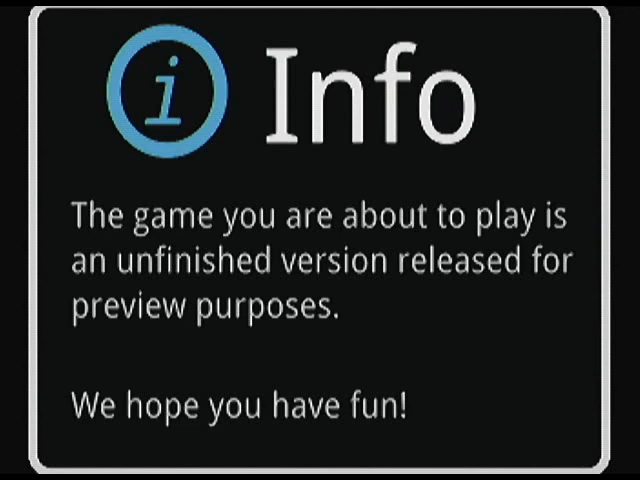 i Info
The game you are about to play is
an unfinished version released for
preview purposes.
We hope you have fun!